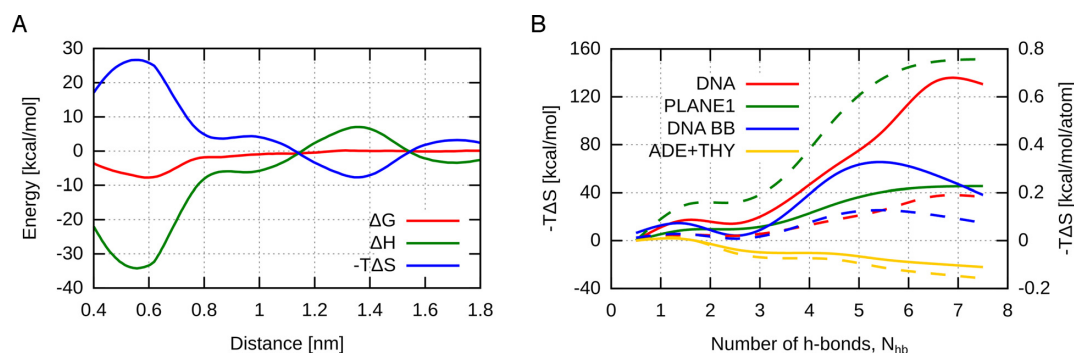 A
B
Energy [kcal/mol]
30
20
10
0
-10
-20
-30
-40
ΔG
ΔH
-TΔS
0.4 0.6 0.8 1 1.2 1.4 1.6 1.8
Distance [nm]
-TΔS [kcal/mol]
160
120
80
40
0
-40
DNA
PLANE1
DNA BB
ADE+THY
0 1 2 3 4 5 6 7 8
Number of h-bonds, Nhb
0.8
0.6
0.4
0.2
0
-0.2
-TΔS [kcal/mol/atom]